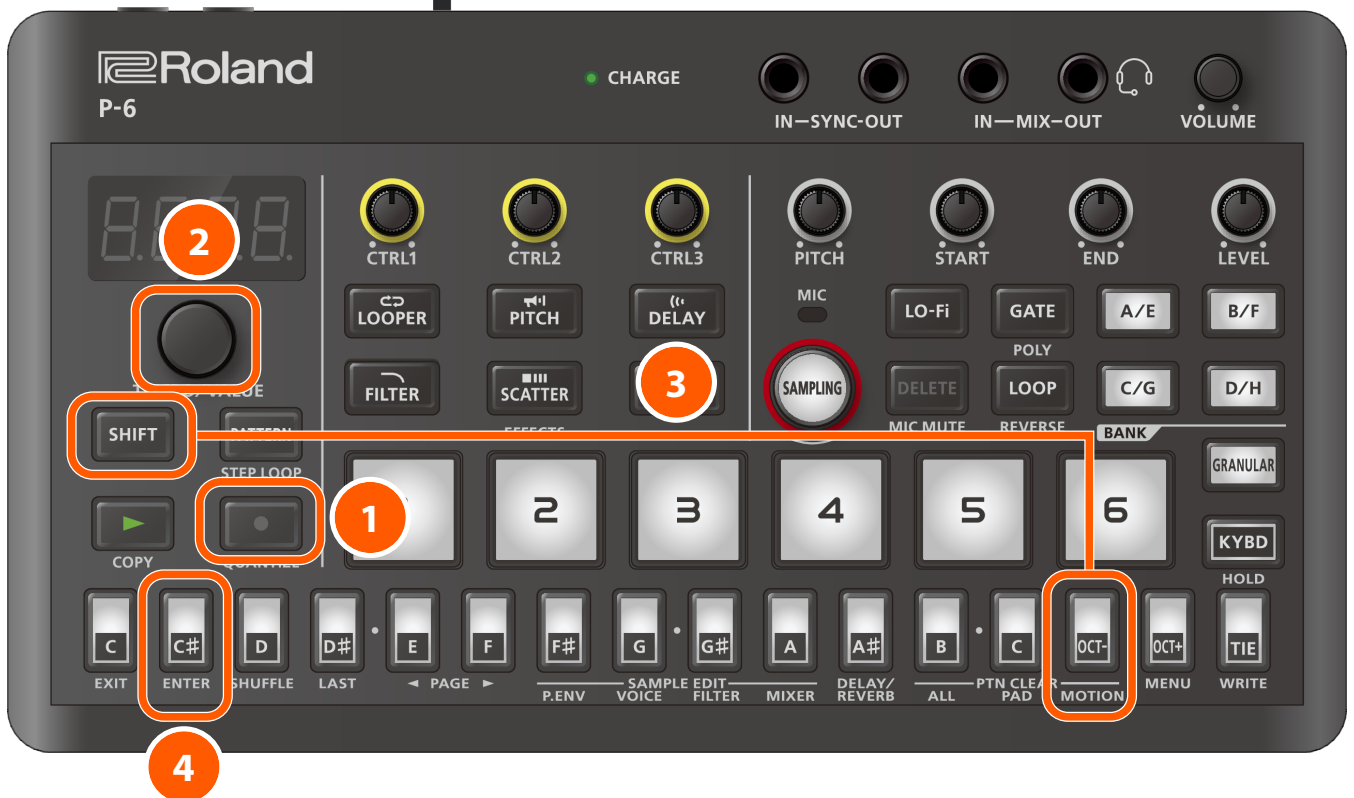 Roland
P-6
CHARGE
IN-SYNC-OUT
IN-MIX-OUT
VOLUME
2
CTRL1 CTRL2 CTRL3
PITCH START END LEVEL
LOOPER PITCH DELAY
MIC
LO-Fi GATE A/E B/F
POLY
VALUE
FILTER SCATTER 3
SAMPLING
DELETE LOOP C/G D/H
MIC MUTE REVERSE
BANK
SHIFT
STEP LOOP
GRANULAR
1 2 3 4 5 6
COPY
KYBD
HOLD
C C# D D# E F F# G G# A A# B C OCT- OCT+ TIE
EXIT ENTER SHUFFLE LAST ◄ PAGE ► SAMPLE EDIT DELAY/ PTN CLEAR MENU WRITE
P.ENV VOICE FILTER MIXER REVERB ALL PAD MOTION
4